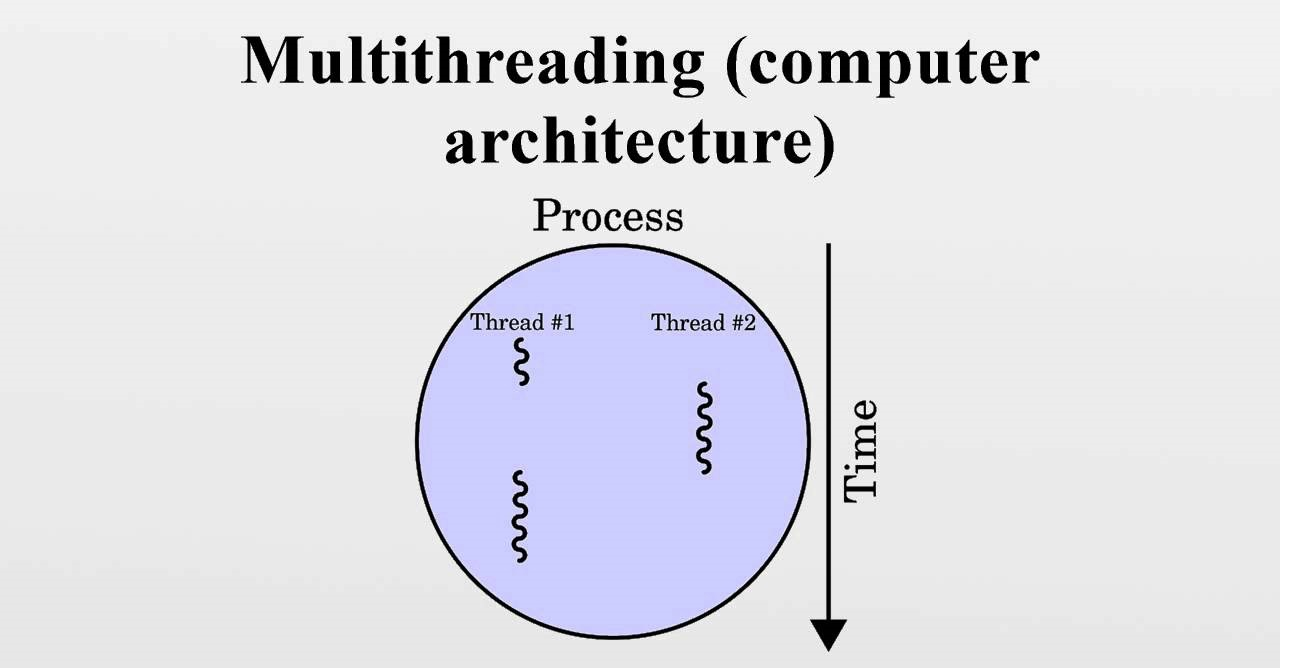 Multithreading (computer
architecture)
Process
Thread #1
Thread #2
Time